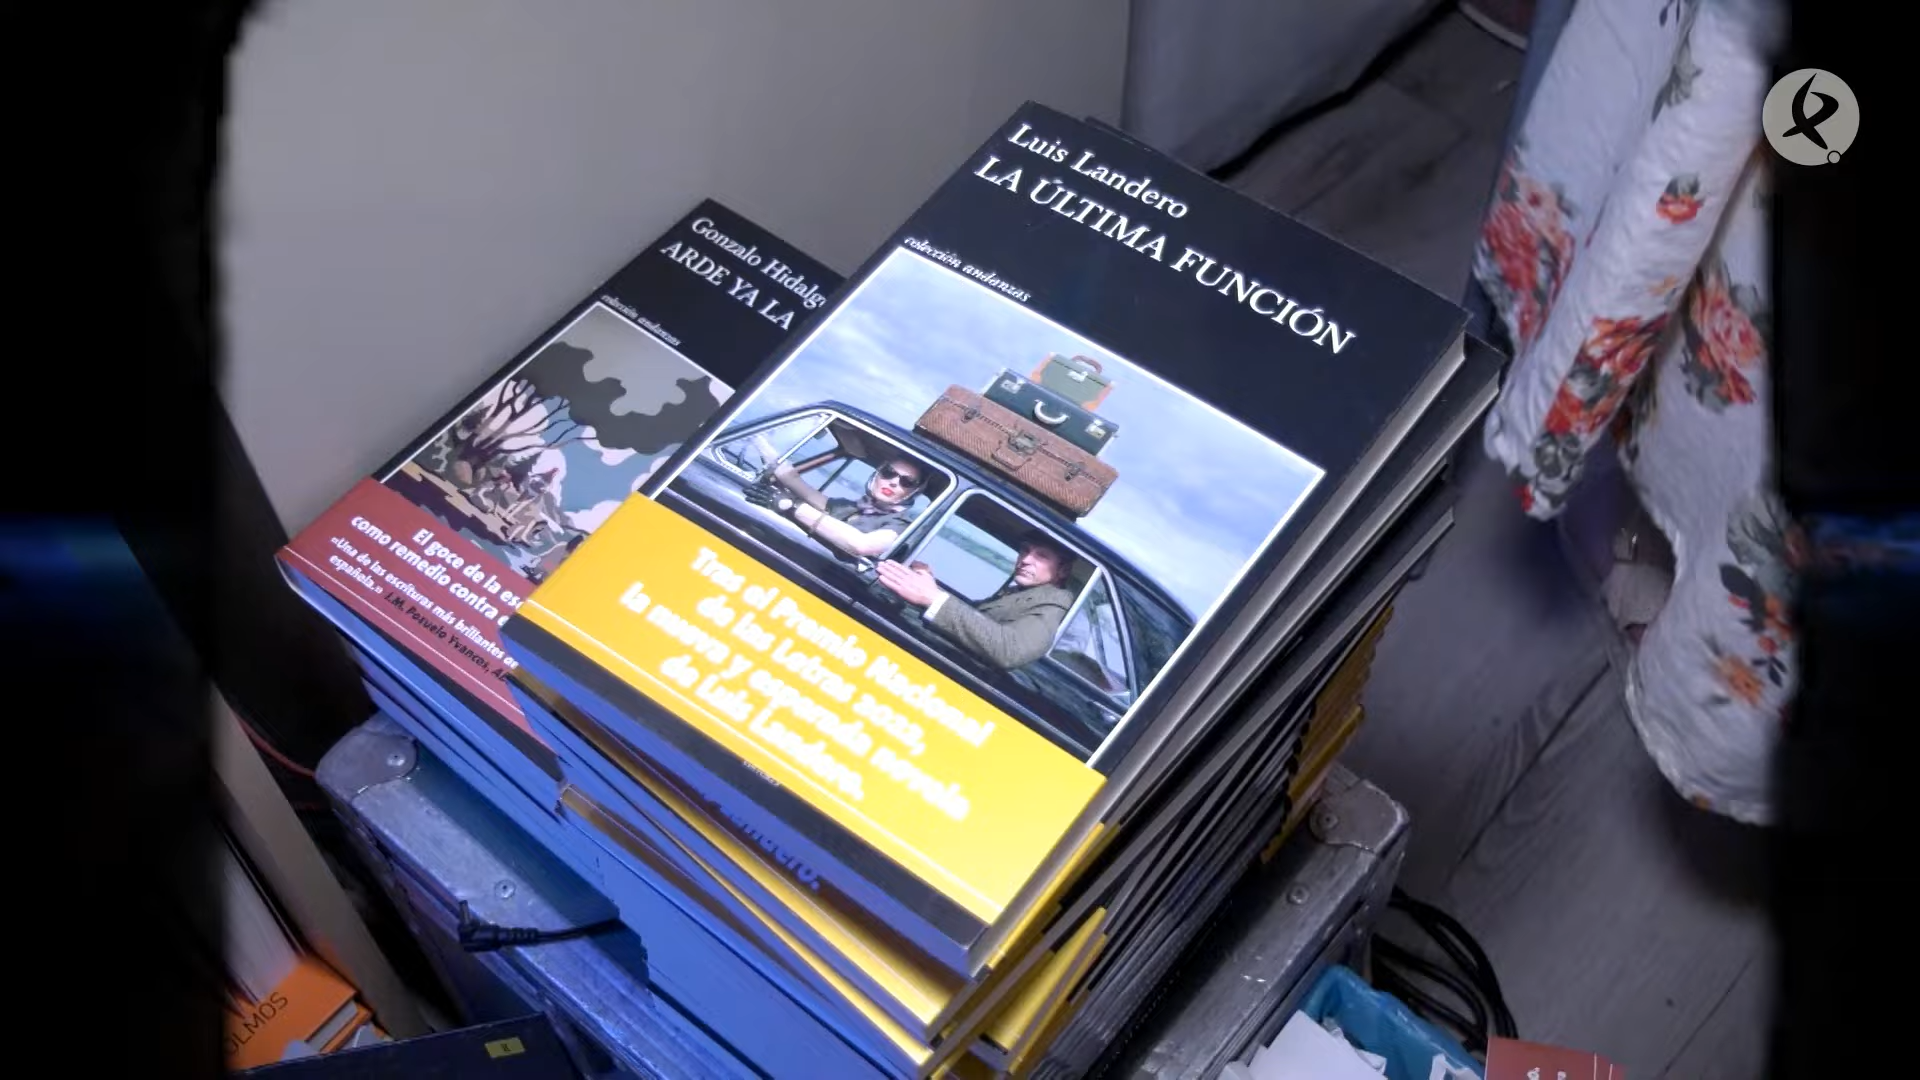 Luis Landero
LA ÚLTIMA FUNCIÓN
colección andanzas
Tras el Premio Nacional
de las Letras 2022,
la nueva y esperada novela
de Luis Landero.
Gonzalo Hidalgo
ARDE YA LA
colección andanzas
El goce de la
como remedio contra
«Una de las escrituras más brillantes
española.» J.M. Pozuelo Yvancos,
OLMOS